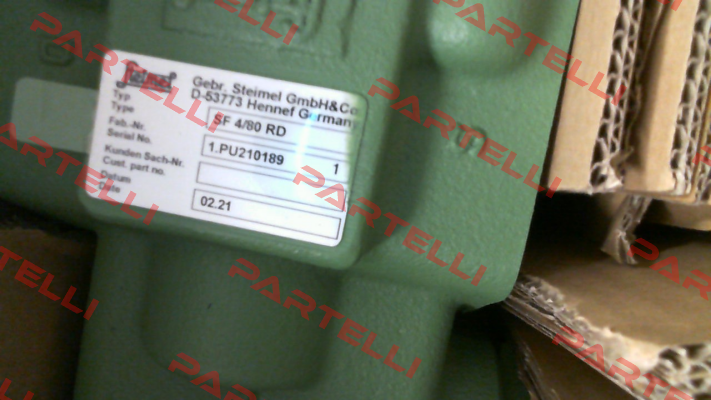 Steimel
Gebr. Steimel GmbH&Co
D-53773 Hennef Germany
Typ
Type
SF 4/80 RD
Fab.-Nr.
Serial No.
1.PU210189 1
Kunden Sach-Nr.
Cust. part no.
Datum
Date
02.21
PARTELLI
PARTELLI
PARTELLI
PARTELLI
PARTELLI
PARTELLI
PARTELLI
PARTELLI
PARTELLI